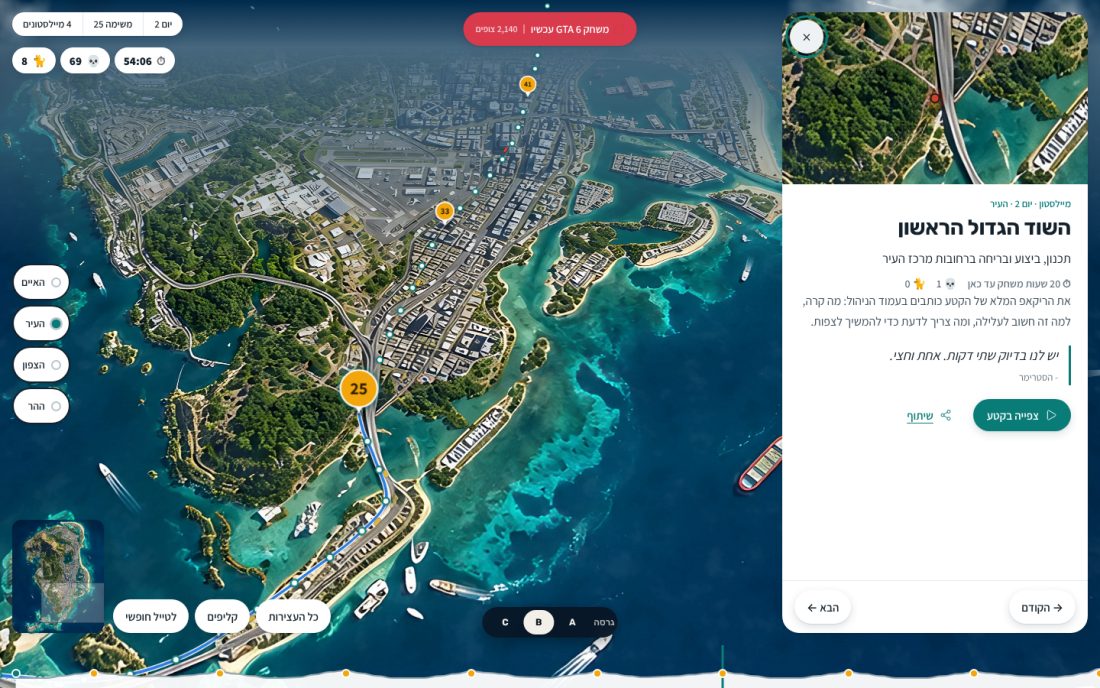 יום 2
משימה 25
4 מיילסטונים
54:06
69
8
משחק GTA 6 עכשיו | 2,140 צופים
41
33
25
האיים
העיר
הצפון
ההר
כל העצירות
קליפים
לטייל חופשי
גרסה
A
B
C
מיילסטון · יום 2 · העיר
השוד הגדול הראשון
תכנון, ביצוע ובריחה ברחובות מרכז העיר
20 שעות משחק עד כאן 1 0
את הריקאפ המלא של הקטע כותבים בעמוד הניהול: מה קרה,
למה זה חשוב לעלילה, ומה צריך לדעת כדי להמשיך לצפות.
יש לנו בדיוק שתי דקות. אחת וחצי.
- הסטרימר
צפייה בקטע
שיתוף
→ הקודם
הבא ←